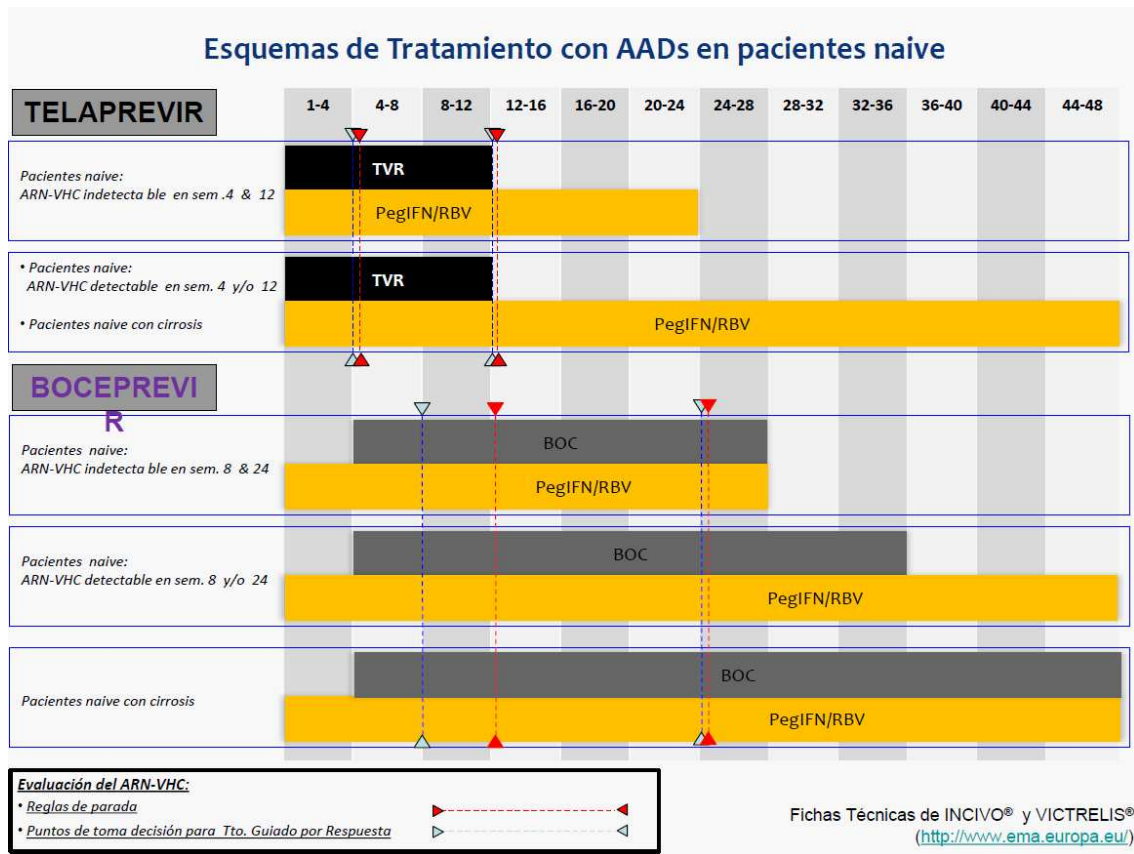 Esquemas de Tratamiento con AADs en pacientes naive
TELAPREVIR
1-4 4-8 8-12 12-16 16-20 20-24 24-28 28-32 32-36 36-40 40-44 44-48
Pacientes naive:
ARN-VHC indetecta ble en sem .4 & 12
TVR
PegIFN/RBV
• Pacientes naive:
ARN-VHC detectable en sem. 4 y/o 12
• Pacientes naive con cirrosis
TVR
PegIFN/RBV
BOCEPREVI
R
Pacientes naive:
ARN-VHC indetecta ble en sem. 8 & 24
BOC
PegIFN/RBV
Pacientes naive:
ARN-VHC detectable en sem. 8 y/o 24
BOC
PegIFN/RBV
Pacientes naive con cirrosis
BOC
PegIFN/RBV
Evaluación del ARN-VHC:
• Reglas de parada
• Puntos de toma decisión para Tto. Guiado por Respuesta
Fichas Técnicas de INCIVO® y VICTRELIS®
(http://www.ema.europa.eu/)